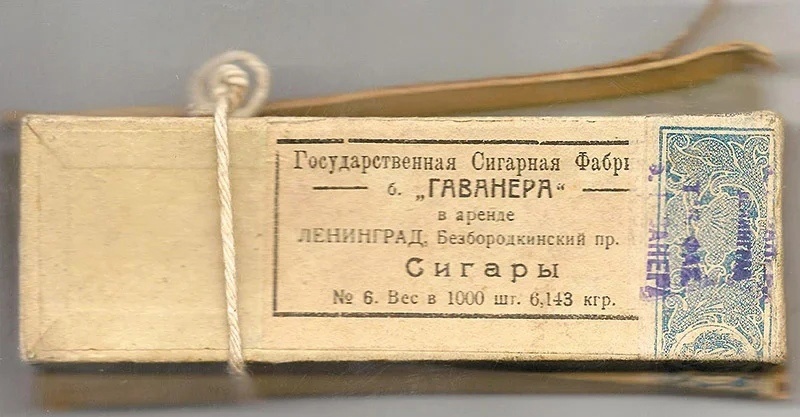 Государственная Сигарная Фабри
б. „ГАВАНЕРА“
в аренде
ЛЕНИНГРАД, Безбородкинский пр.
Сигары
№ 6. Вес в 1000 шт. 6,143 кгр.